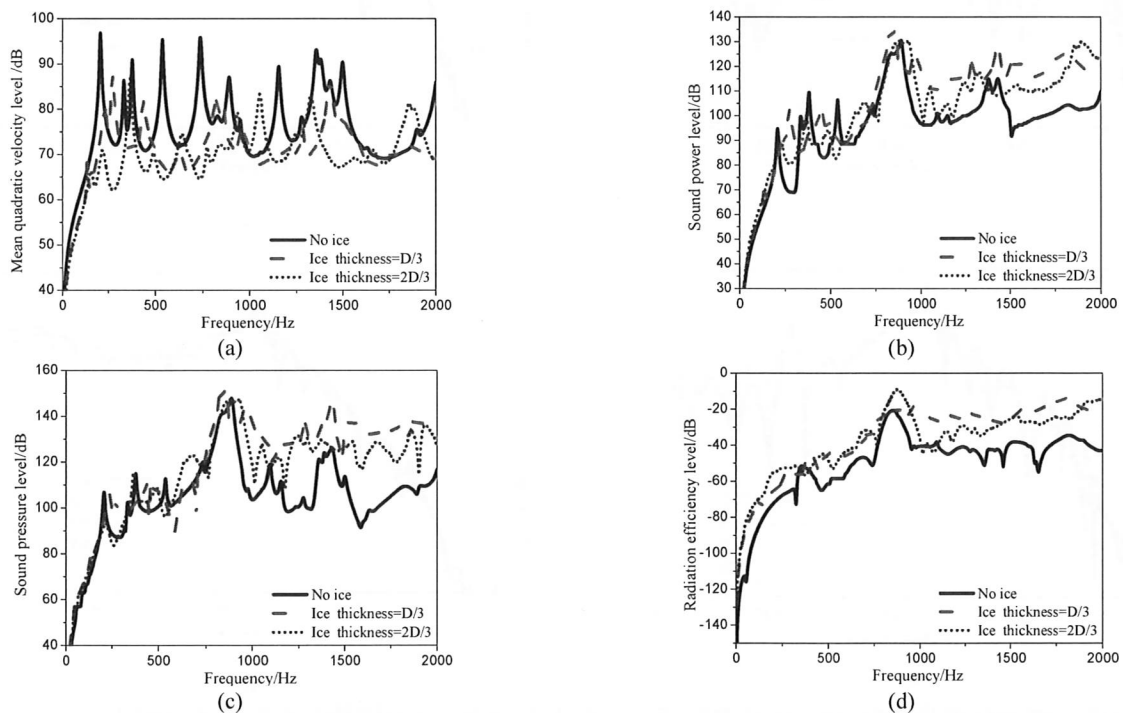 100
90
80
70
60
50
40
0
500
1000
1500
2000
Mean quadratic velocity level /dB
Frequency/Hz
No ice
Ice thickness=D/3
Ice thickness=2D/3
(a)
140
130
120
110
100
90
80
70
60
50
40
30
0
500
1000
1500
2000
Sound power level/dB
Frequency/Hz
No ice
Ice thickness=D/3
Ice thickness=2D/3
(b)
160
140
120
100
80
60
40
0
500
1000
1500
2000
Sound pressure level/dB
Frequency/Hz
No ice
Ice thickness=D/3
Ice thickness=2D/3
(c)
0
-20
-40
-60
-80
-100
-120
-140
0
500
1000
1500
2000
Radiation efficiency level/dB
Frequency/Hz
No ice
Ice thickness=D/3
Ice thickness=2D/3
(d)